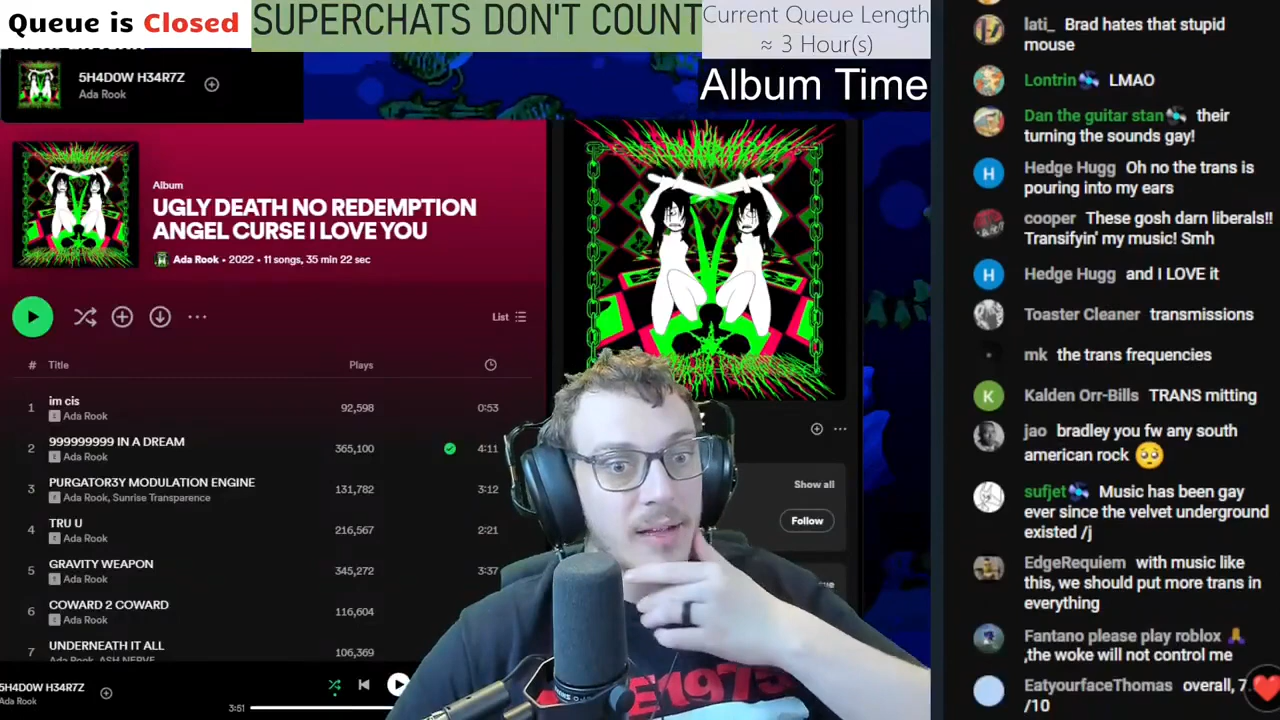 Queue is Closed
SUPERCHATS DON'T COUNT
Current Queue Length
≈ 3 Hour(s)
Album Time
5H4D0W H34R7Z
Ada Rook
Album
UGLY DEATH NO REDEMPTION
ANGEL CURSE I LOVE YOU
Ada Rook • 2022 • 11 songs, 35 min 22 sec
List
# Title Plays
1 im cis 92,598 0:53
E Ada Rook
2 999999999 IN A DREAM 365,100 4:11
E Ada Rook
3 PURGATOR3Y MODULATION ENGINE 131,782 3:12
E Ada Rook, Sunrise Transparence
4 TRU U 216,567 2:21
E Ada Rook
5 GRAVITY WEAPON 345,272 3:37
E Ada Rook
6 COWARD 2 COWARD 116,604
E Ada Rook
7 UNDERNEATH IT ALL 106,369
E Ada Rook, ASH NERVE
Show all
Follow
5H4D0W H34R7Z
Ada Rook
3:51
E1975
lati_ Brad hates that stupid
mouse
Lontrin LMAO
Dan the guitar stan their
turning the sounds gay!
Hedge Hugg Oh no the trans is
pouring into my ears
cooper These gosh darn liberals!!
Transifyin' my music! Smh
Hedge Hugg and I LOVE it
Toaster Cleaner transmissions
mk the trans frequencies
Kalden Orr-Bills TRANS mitting
jao bradley you fw any south
american rock 🥺
sufjet Music has been gay
ever since the velvet underground
existed /j
EdgeRequiem with music like
this, we should put more trans in
everything
Fantano please play roblox 🙏
,the woke will not control me
EatyourfaceThomas overall, 7.
/10